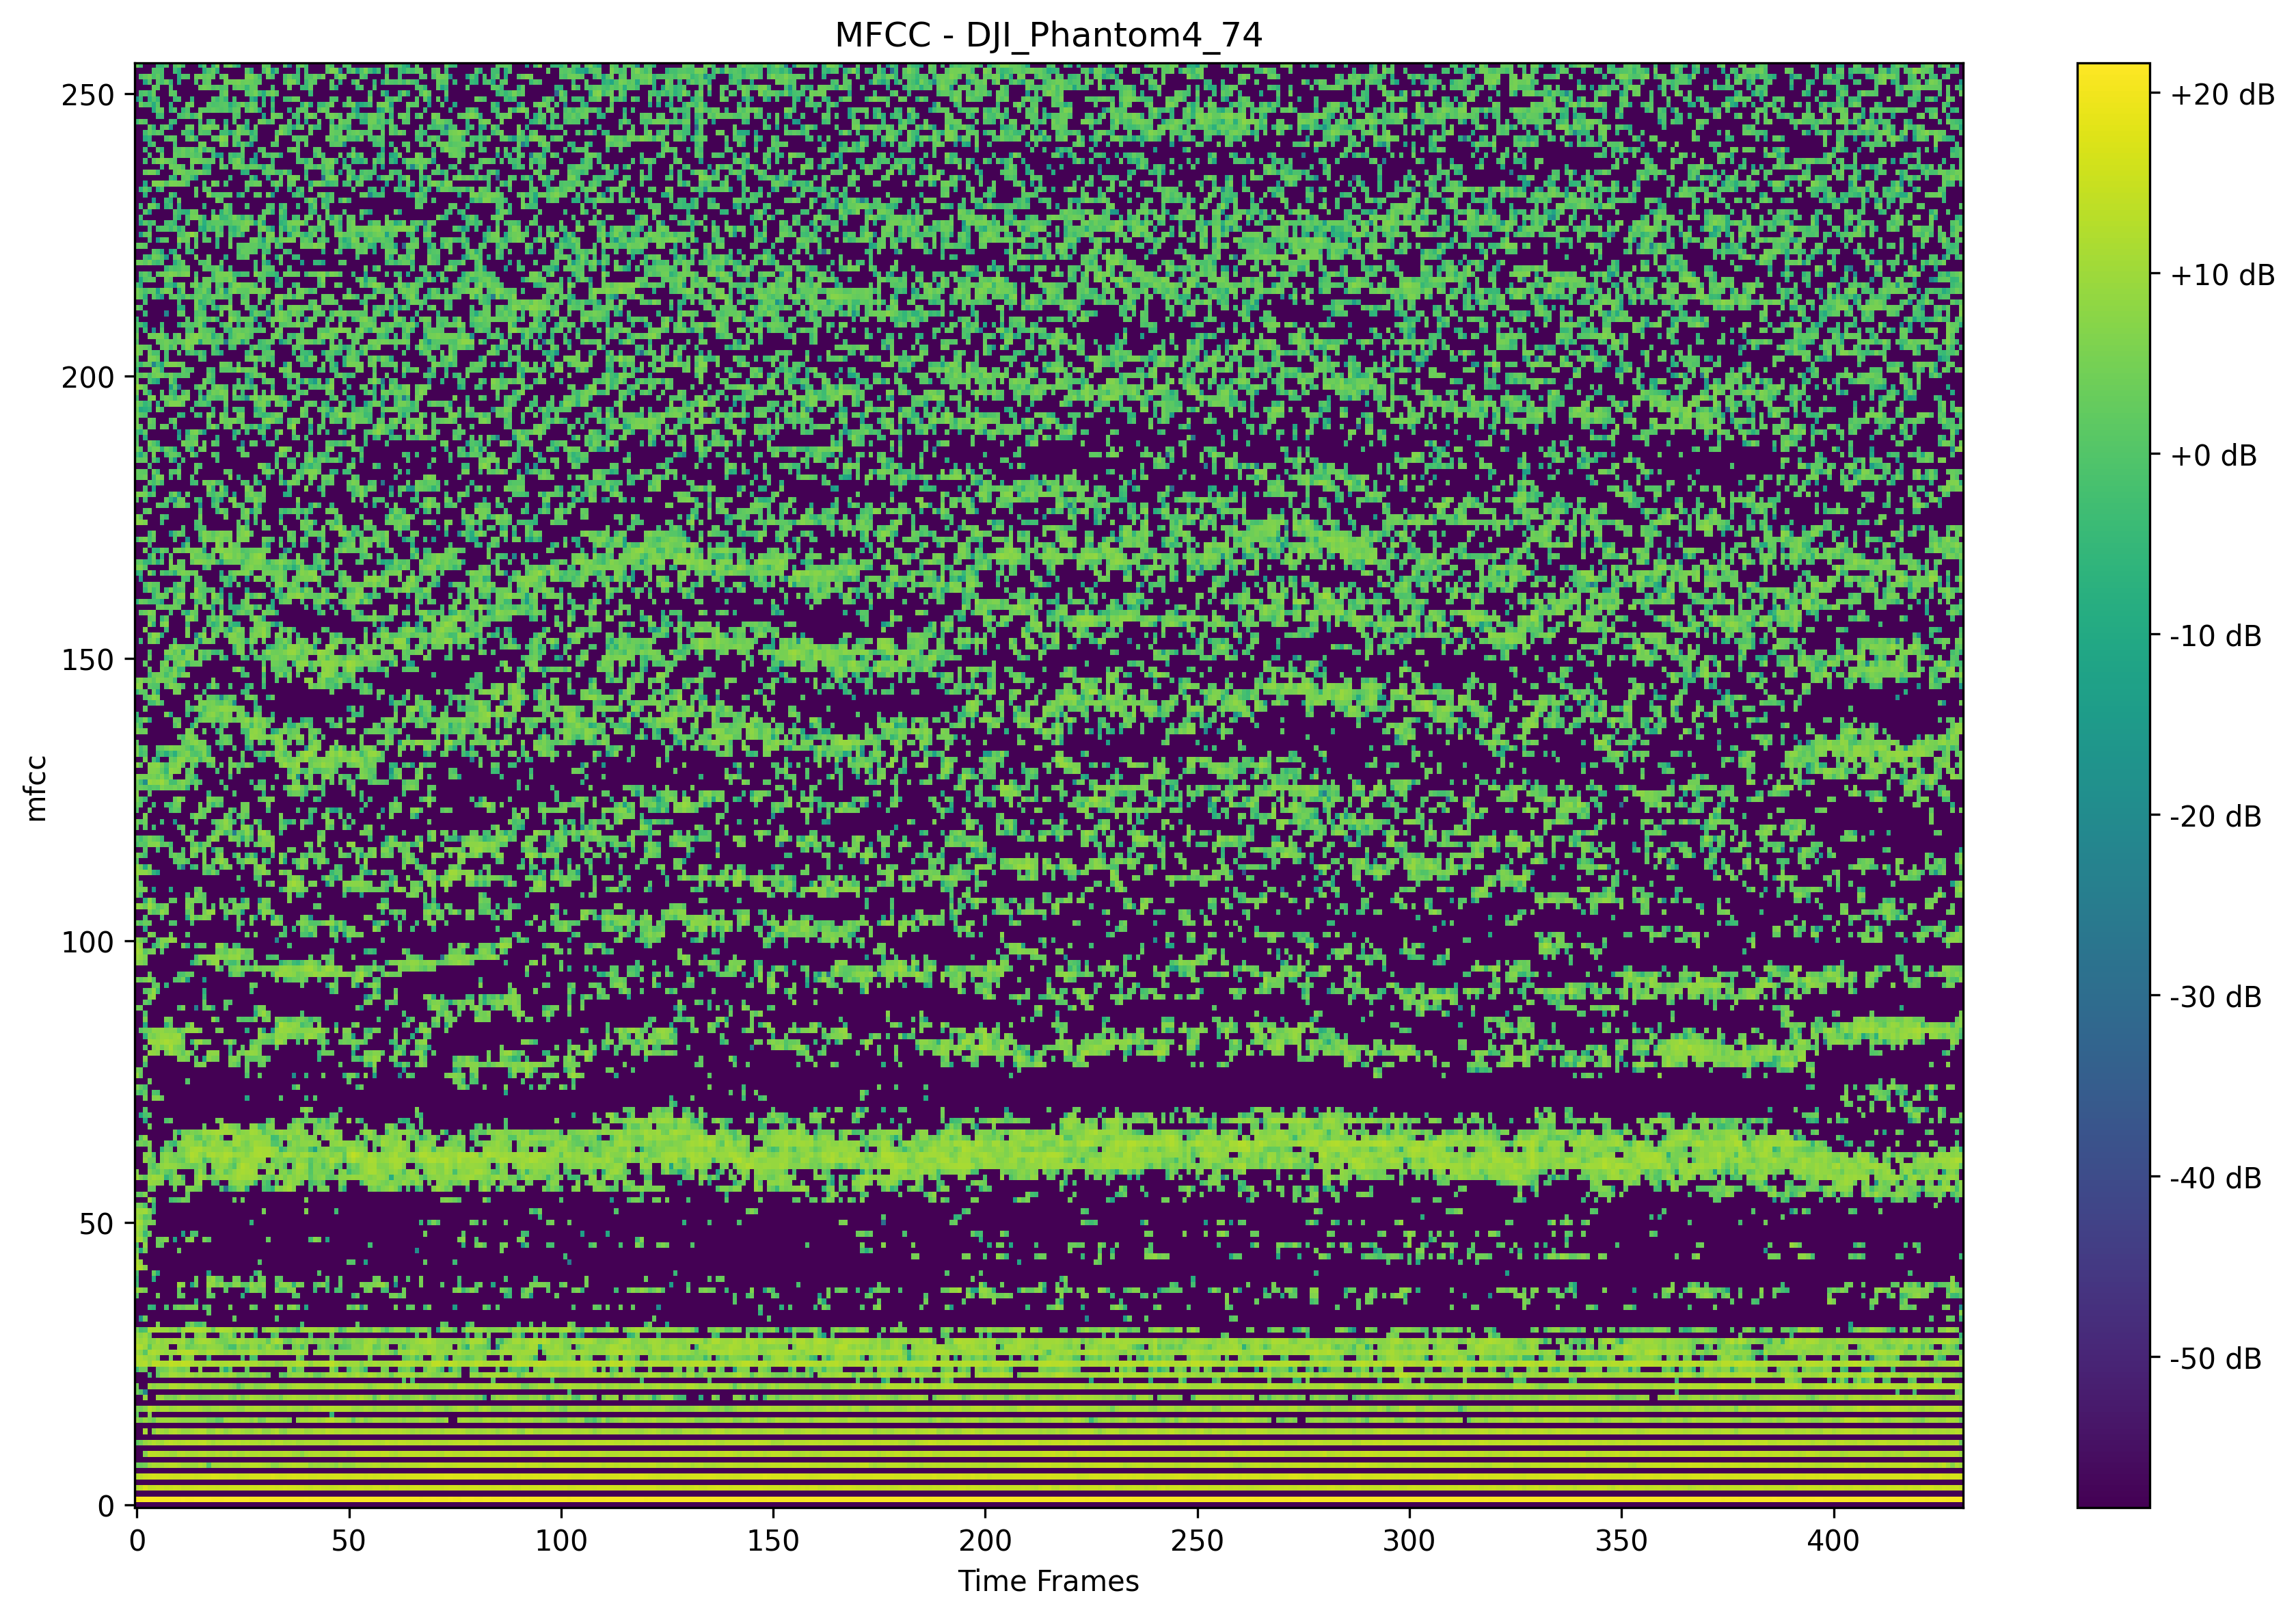 MFCC - DJI_Phantom4_74
mfcc
250
200
150
100
50
0
0 50 100 150 200 250 300 350 400
Time Frames
+20 dB
+10 dB
+0 dB
-10 dB
-20 dB
-30 dB
-40 dB
-50 dB